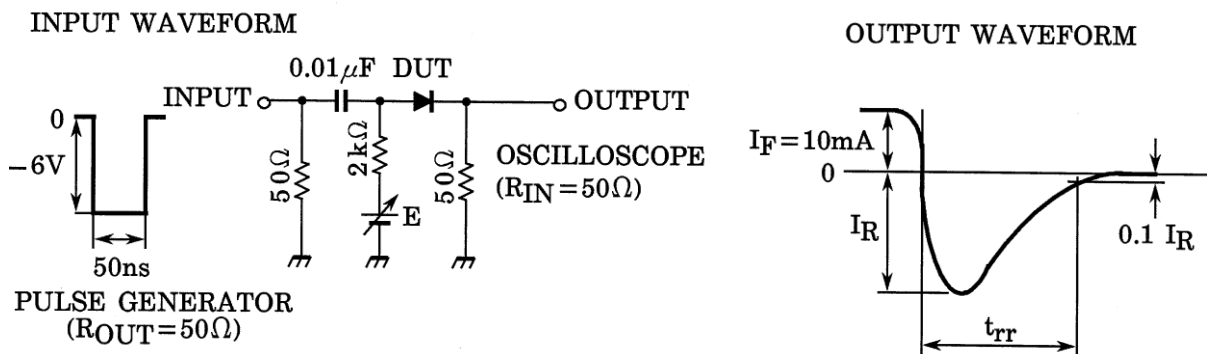 INPUT WAVEFORM
0
−6V
50ns
PULSE GENERATOR
(ROUT=50Ω)
0.01μF DUT
INPUT
OUTPUT
50Ω
2kΩ
E
50Ω
OSCILLOSCOPE
(RIN=50Ω)
OUTPUT WAVEFORM
IF=10mA
0
IR
0.1 IR
trr